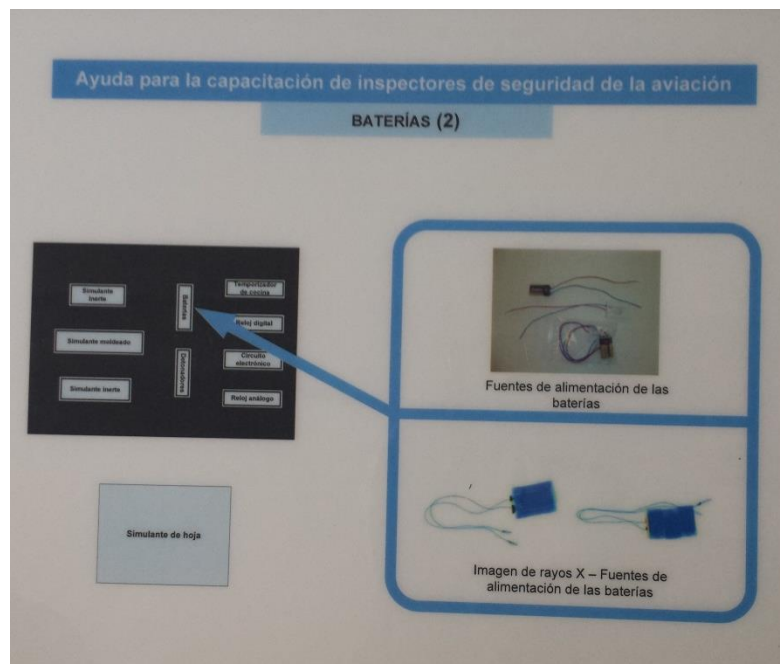 Ayuda para la capacitación de inspectores de seguridad de la aviación
BATERÍAS (2)
Simulante
inerte
Simulante moldeado
Simulante inerte
Baterías
Detonadores
Temporizador
de cocina
Reloj digital
Circuito
electrónico
Reloj análogo
Simulante de hoja
Fuentes de alimentación de las
baterías
Imagen de rayos X – Fuentes de
alimentación de las baterías